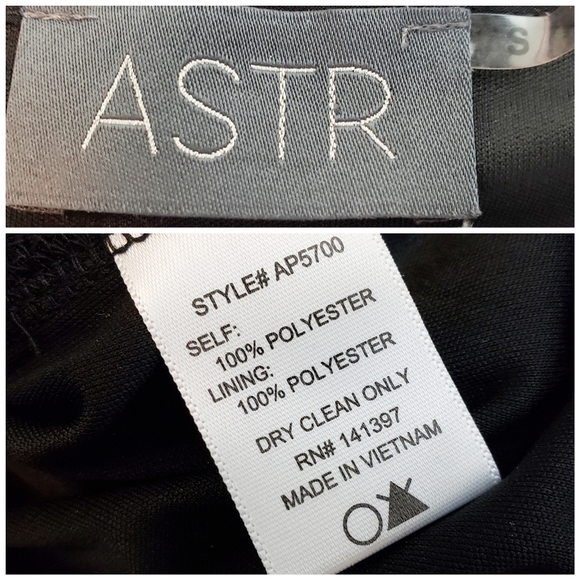 ASTR
S
STYLE# AP5700
SELF:
100% POLYESTER
LINING:
100% POLYESTER
DRY CLEAN ONLY
RN# 141397
MADE IN VIETNAM